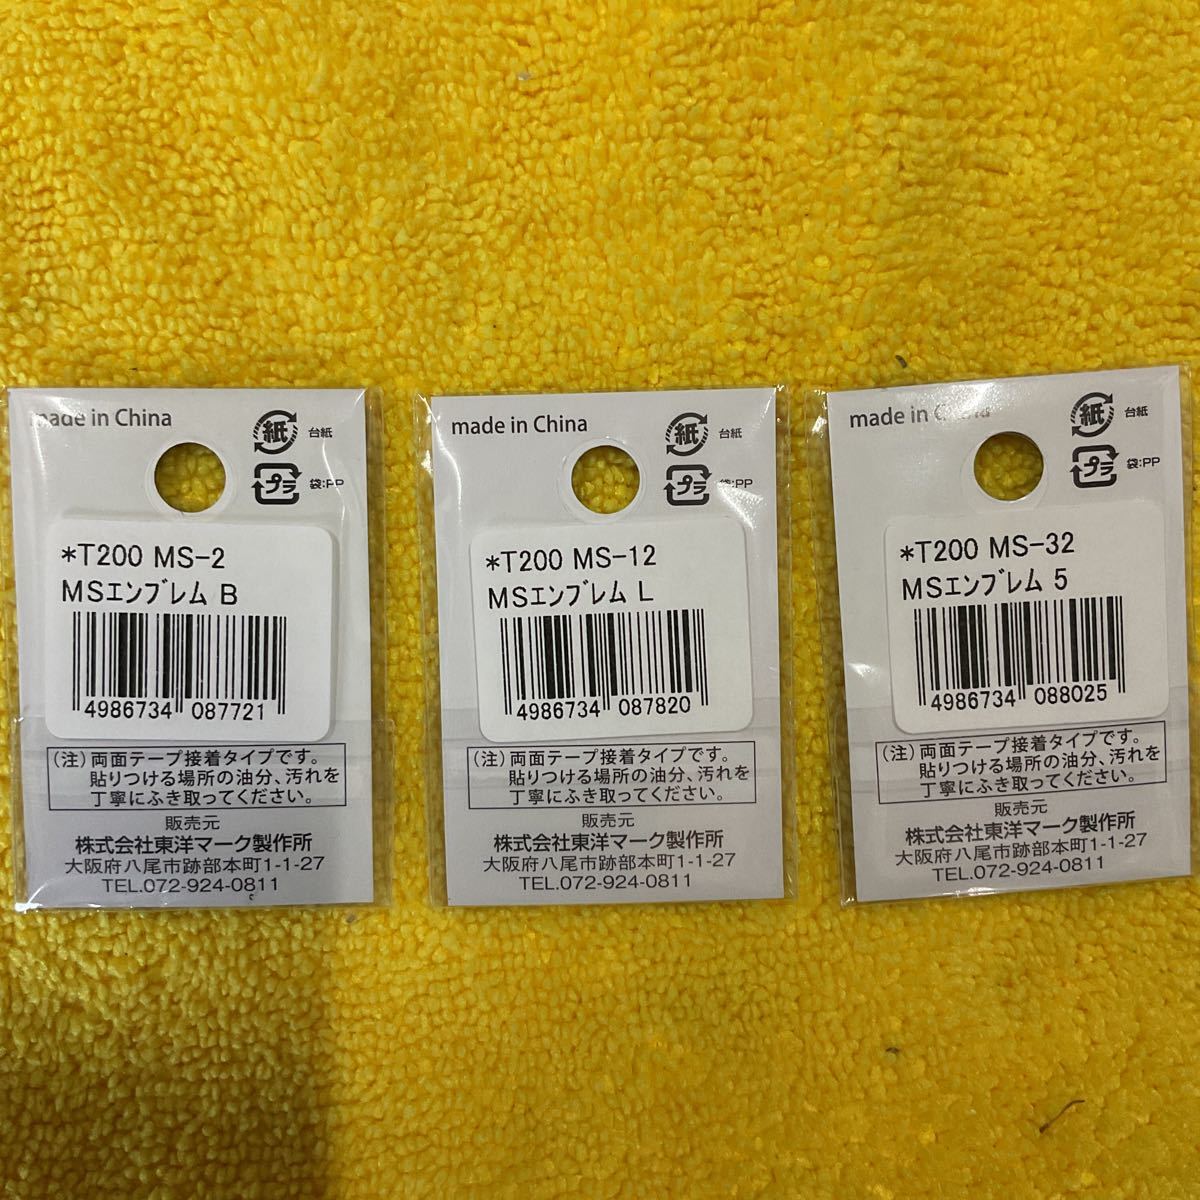 made in China
紙
台紙
プラ
袋:PP
*T200 MS-2
MSエンブレム B
4986734 087721
(注)両面テープ接着タイプです。
貼りつける場所の油分、汚れを
丁寧にふき取ってください。
販売元
株式会社東洋マーク製作所
大阪府八尾市跡部本町1-1-27
TEL.072-924-0811
made in China
紙
台紙
プラ
袋:PP
*T200 MS-12
MSエンブレム L
4986734 087820
(注)両面テープ接着タイプです。
貼りつける場所の油分、汚れを
丁寧にふき取ってください。
販売元
株式会社東洋マーク製作所
大阪府八尾市跡部本町1-1-27
TEL.072-924-0811
made in China
紙
台紙
プラ
袋:PP
*T200 MS-32
MSエンブレム 5
4986734 088025
(注)両面テープ接着タイプです。
貼りつける場所の油分、汚れを
丁寧にふき取ってください。
販売元
株式会社東洋マーク製作所
大阪府八尾市跡部本町1-1-27
TEL.072-924-0811